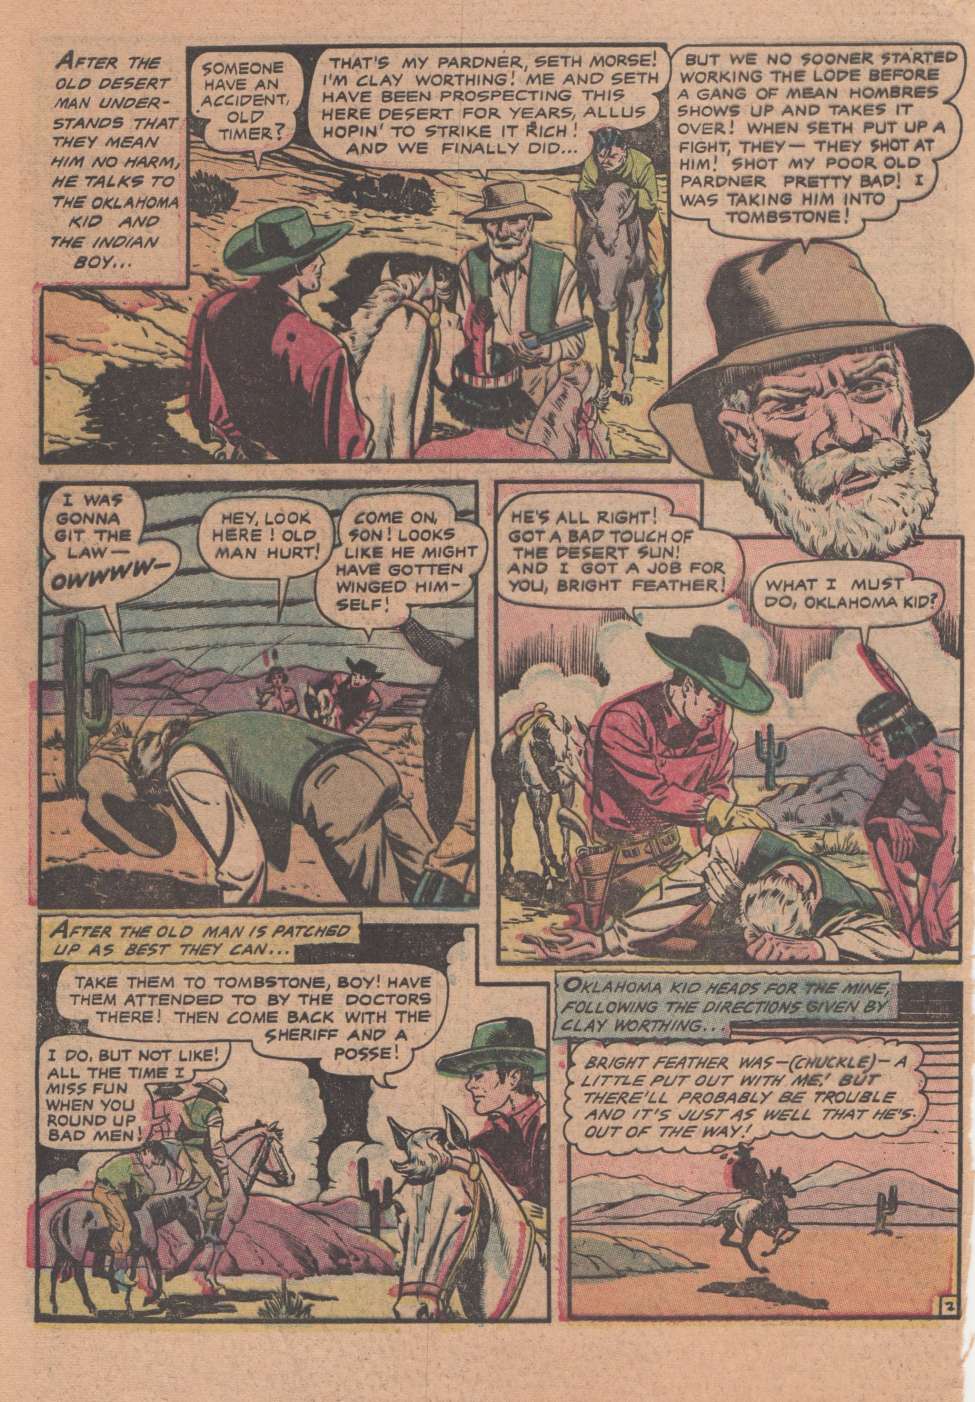 AFTER THE
OLD DESERT
MAN UNDER-
STANDS THAT
THEY MEAN
HIM NO HARM,
HE TALKS TO
THE OKLAHOMA
KID AND
THE INDIAN
BOY...
SOMEONE
HAVE AN
ACCIDENT,
OLD
TIMER?
THAT'S MY PARDNER, SETH MORSE!
I'M CLAY WORTHING! ME AND SETH
HAVE BEEN PROSPECTING THIS
HERE DESERT FOR YEARS, ALLUS
HOPIN' TO STRIKE IT RICH!
AND WE FINALLY DID...
BUT WE NO SOONER STARTED
WORKING THE LODE BEFORE
A GANG OF MEAN HOMBRES
SHOWS UP AND TAKES IT
OVER! WHEN SETH PUT UP A
FIGHT, THEY— THEY SHOT AT
HIM! SHOT MY POOR OLD
PARDNER PRETTY BAD! I
WAS TAKING HIM INTO
TOMBSTONE!
I WAS
GONNA
GIT THE
LAW—
OWWWW—
HEY, LOOK
HERE! OLD
MAN HURT!
COME ON,
SON! LOOKS
LIKE HE MIGHT
HAVE GOTTEN
WINGED HIM-
SELF!
HE'S ALL RIGHT!
GOT A BAD TOUCH OF
THE DESERT SUN!
AND I GOT A JOB FOR
YOU, BRIGHT FEATHER!
WHAT I MUST
DO, OKLAHOMA KID?
AFTER THE OLD MAN IS PATCHED
UP AS BEST THEY CAN...
TAKE THEM TO TOMBSTONE, BOY! HAVE
THEM ATTENDED TO BY THE DOCTORS
THERE! THEN COME BACK WITH THE
SHERIFF AND A
POSSE!
I DO, BUT NOT LIKE!
ALL THE TIME I
MISS FUN
WHEN YOU
ROUND UP
BAD MEN!
OKLAHOMA KID HEADS FOR THE MINE,
FOLLOWING THE DIRECTIONS GIVEN BY
CLAY WORTHING...
BRIGHT FEATHER WAS—(CHUCKLE)— A
LITTLE PUT OUT WITH ME! BUT
THERE'LL PROBABLY BE TROUBLE
AND IT'S JUST AS WELL THAT HE'S
OUT OF THE WAY!
2